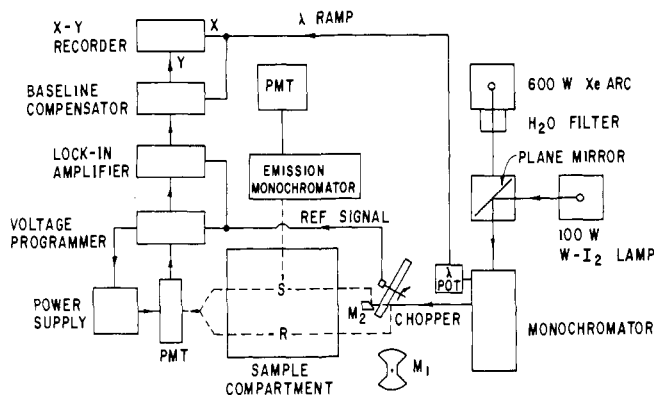 X-Y
RECORDER
X
λ RAMP
Y
BASELINE
COMPENSATOR
PMT
600 W Xe ARC
H₂O FILTER
LOCK-IN
AMPLIFIER
EMISSION
MONOCHROMATOR
PLANE MIRROR
VOLTAGE
PROGRAMMER
REF SIGNAL
100 W
W-I₂ LAMP
λ
POT
POWER
SUPPLY
S
M₂
CHOPPER
R
PMT
MONOCHROMATOR
SAMPLE
COMPARTMENT
M₁